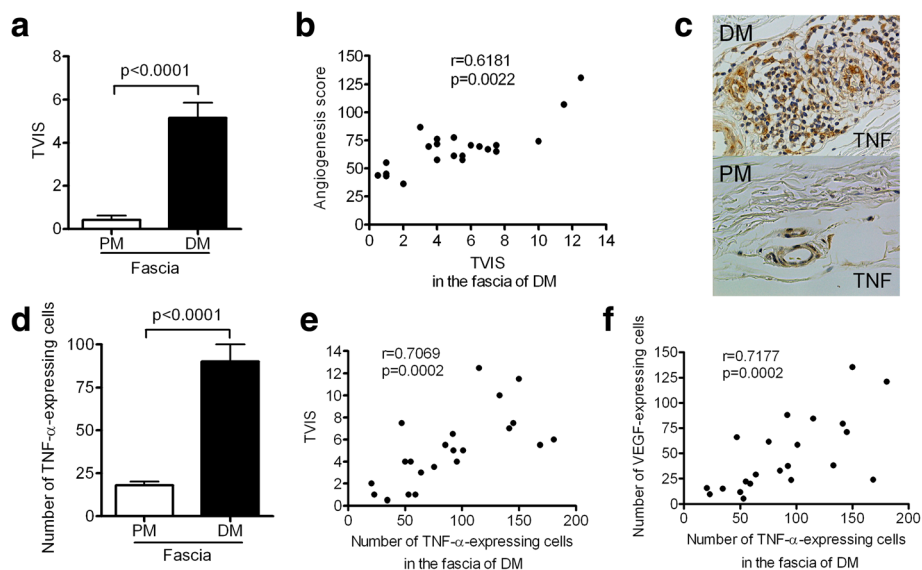 a
p<0.0001
TVIS
8
6
4
2
0
PM
DM
Fascia
b
r=0.6181
p=0.0022
Angiogenesis score
150
125
100
75
50
25
0
0
2
4
6
8
10
12
14
TVIS
in the fascia of DM
c
DM
TNF
PM
TNF
d
p<0.0001
Number of TNF-α-expressing cells
100
75
50
25
0
PM
DM
Fascia
e
r=0.7069
p=0.0002
TVIS
14
12
10
8
6
4
2
0
0
50
100
150
200
Number of TNF-α-expressing cells
in the fascia of DM
f
r=0.7177
p=0.0002
Number of VEGF-expressing cells
150
125
100
75
50
25
0
0
50
100
150
200
Number of TNF-α-expressing cells
in the fascia of DM